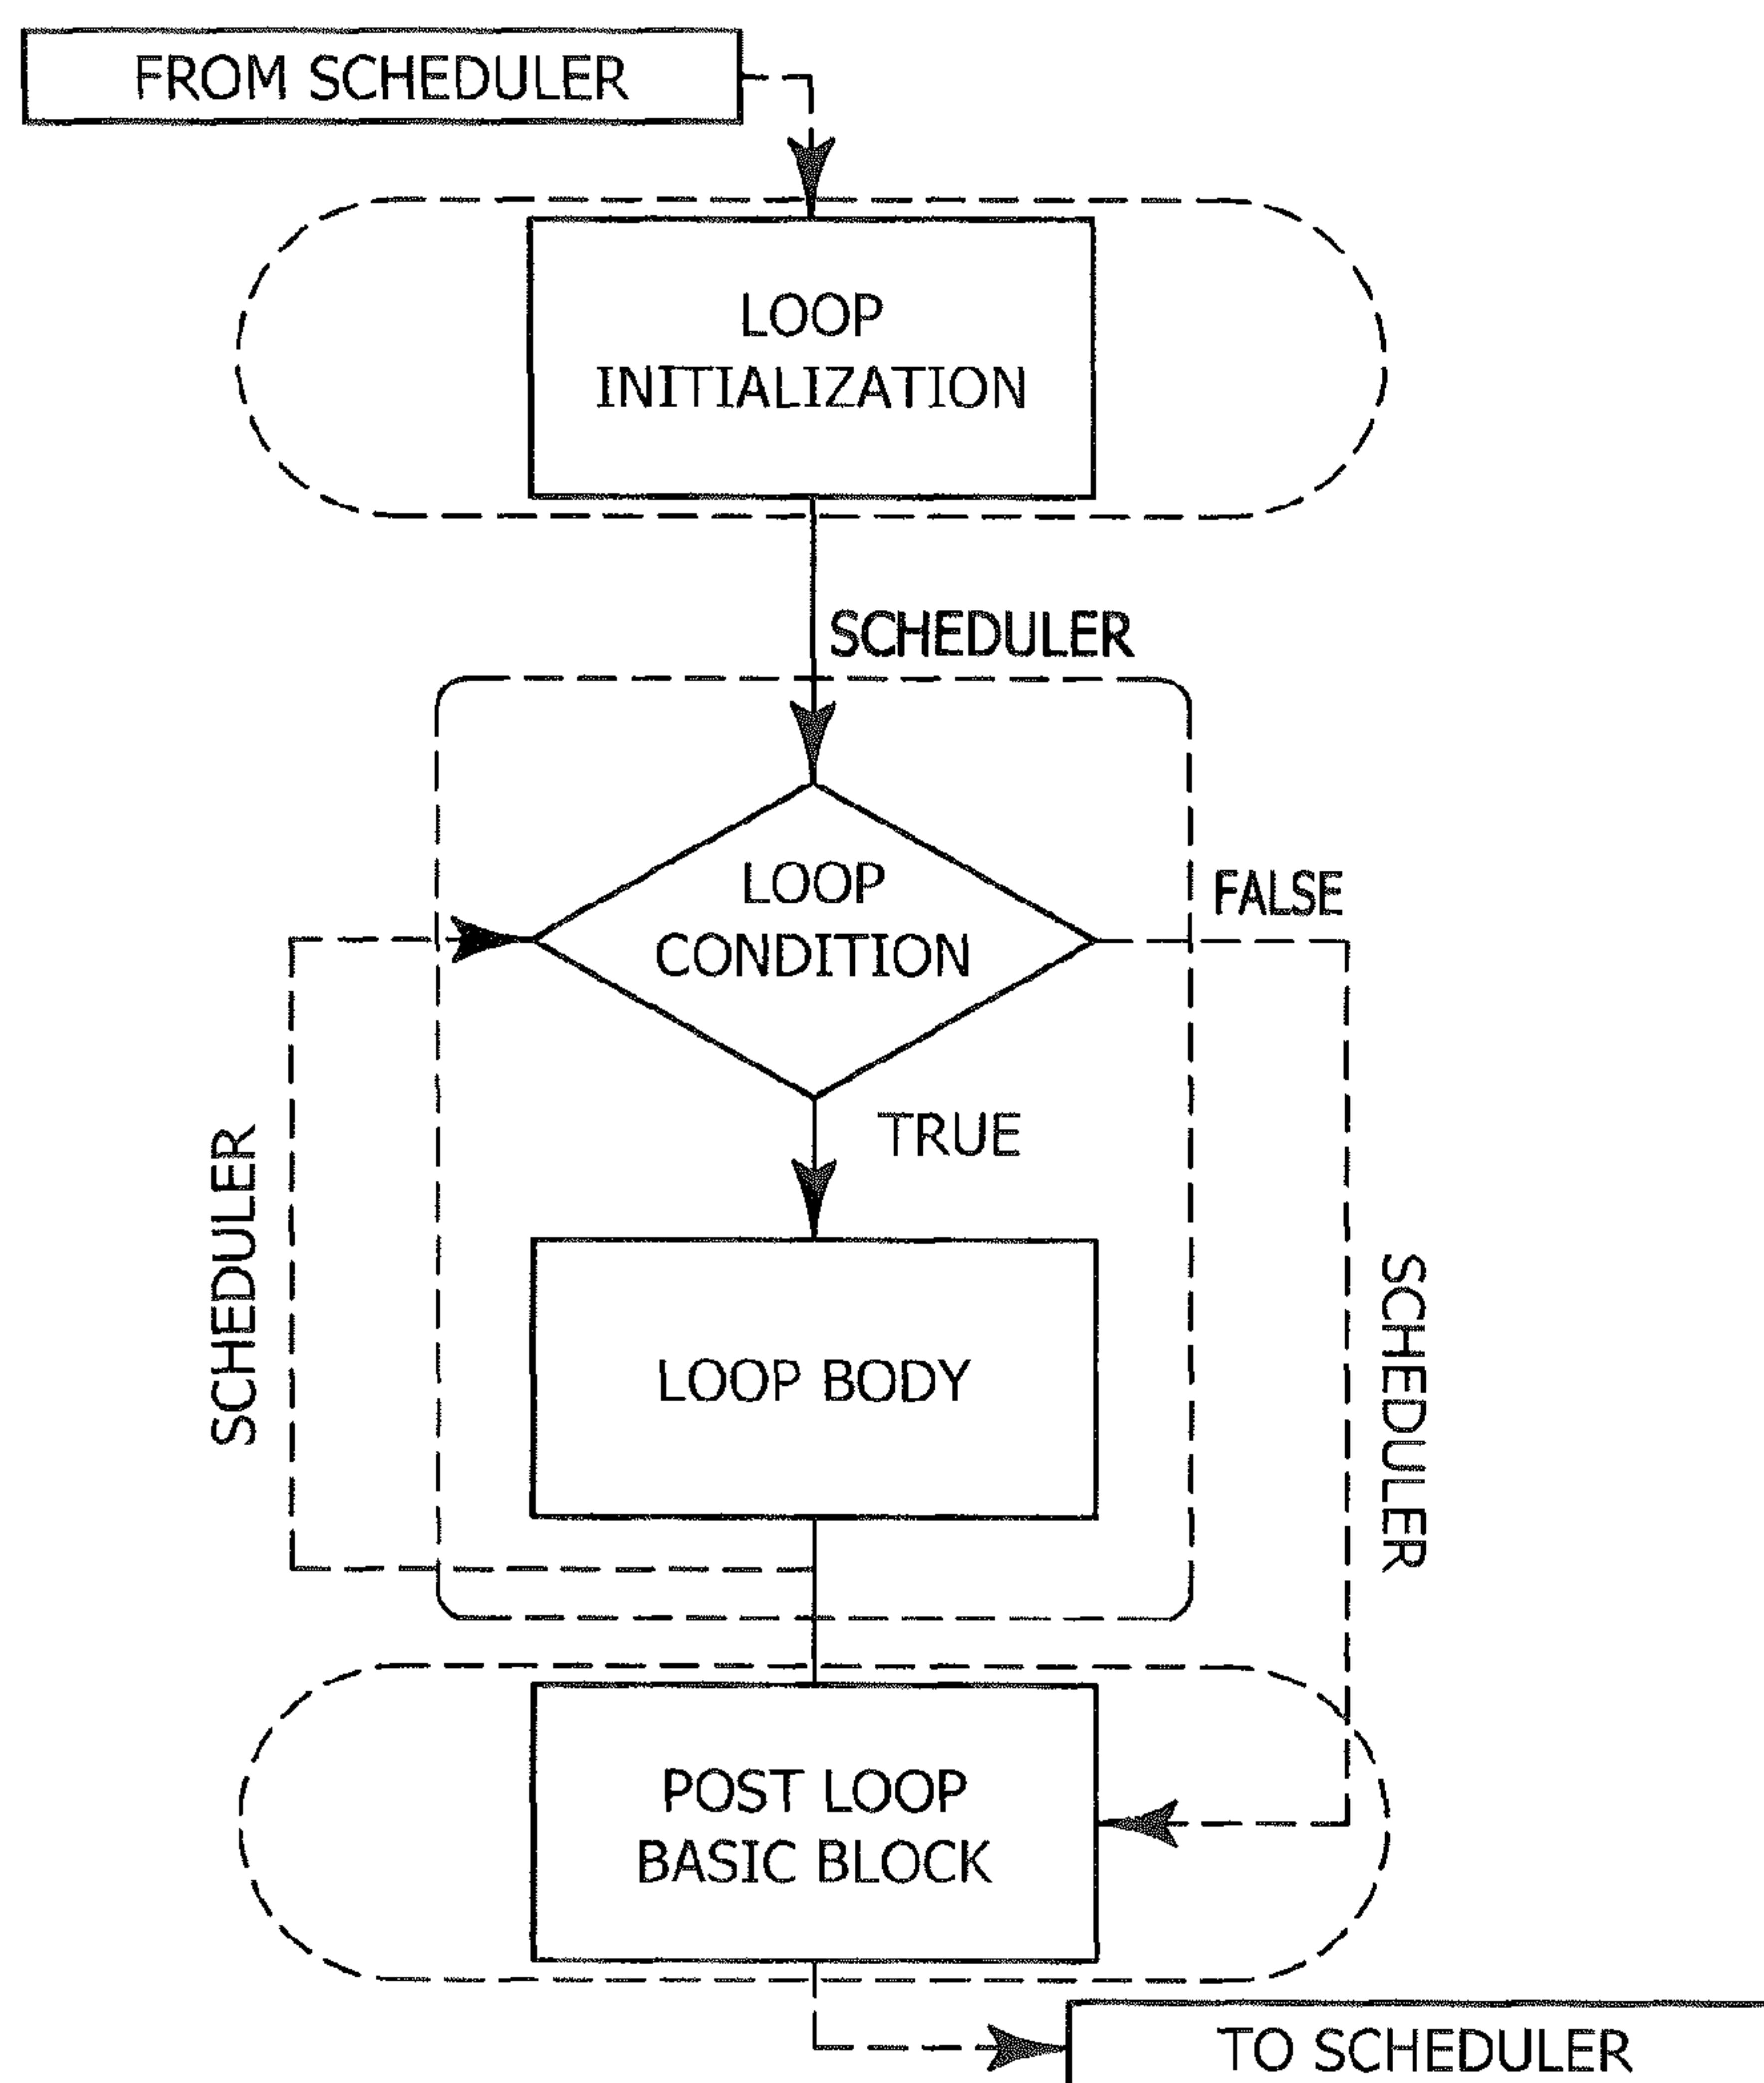 FROM SCHEDULER
LOOP
INITIALIZATION
SCHEDULER
LOOP
CONDITION
FALSE
TRUE
SCHEDULER
SCHEDULER
LOOP BODY
POST LOOP
BASIC BLOCK
TO SCHEDULER